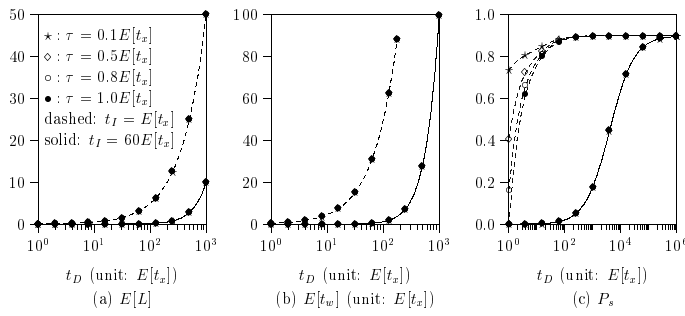 50
40
30
20
10
0
10^0
10^1
10^2
10^3
⋆ : τ = 0.1E[t_x]
◇ : τ = 0.5E[t_x]
○ : τ = 0.8E[t_x]
● : τ = 1.0E[t_x]
dashed: t_I = E[t_x]
solid: t_I = 60E[t_x]
t_D (unit: E[t_x])
(a) E[L]
100
80
60
40
20
0
10^0
10^1
10^2
10^3
t_D (unit: E[t_x])
(b) E[t_w] (unit: E[t_x])
1.0
0.8
0.6
0.4
0.2
0.0
10^0
10^2
10^4
10^6
t_D (unit: E[t_x])
(c) P_s